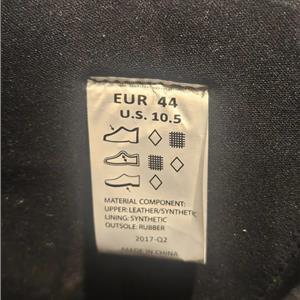 EUR 44
U.S. 10.5
MATERIAL COMPONENT:
UPPER: LEATHER/SYNTHETIC
LINING: SYNTHETIC
OUTSOLE: RUBBER
2017-Q2
MADE IN CHINA